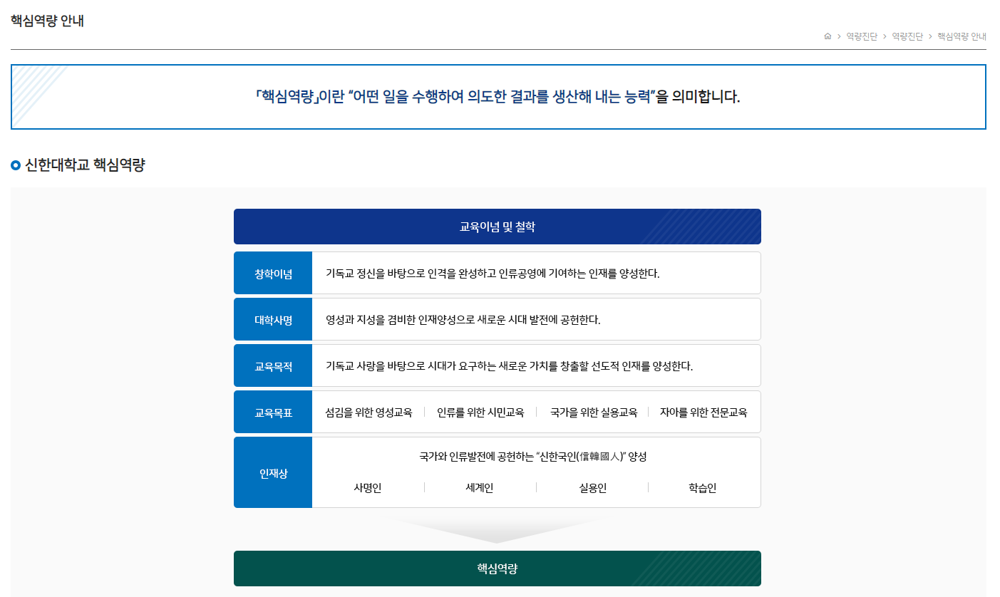 핵심역량 안내
역량진단 > 역량진단 > 핵심역량 안내
「핵심역량」이란 “어떤 일을 수행하여 의도한 결과를 생산해 내는 능력”을 의미합니다.
신한대학교 핵심역량
교육이념 및 철학
창학이념 기독교 정신을 바탕으로 인격을 완성하고 인류공영에 기여하는 인재를 양성한다.
대학사명 영성과 지성을 겸비한 인재양성으로 새로운 시대 발전에 공헌한다.
교육목적 기독교 사랑을 바탕으로 시대가 요구하는 새로운 가치를 창출할 선도적 인재를 양성한다.
교육목표 섬김을 위한 영성교육 인류를 위한 시민교육 국가을 위한 실용교육 자아를 위한 전문교육
인재상 국가와 인류발전에 공헌하는 “신한국인(信韓國人)” 양성
사명인 세계인 실용인 학습인
핵심역량